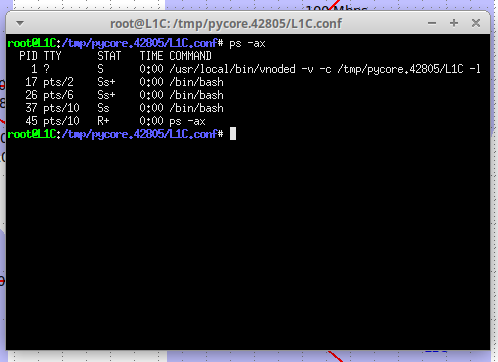 100 Mbps
root@L1C: /tmp/pycore.42805/L1C.conf
root@L1C:/tmp/pycore.42805/L1C.conf# ps -ax
PID TTY STAT TIME COMMAND
1 ? S 0:00 /usr/local/bin/vnoded -v -c /tmp/pycore.42805/L1C -l
17 pts/2 Ss+ 0:00 /bin/bash
26 pts/6 Ss+ 0:00 /bin/bash
37 pts/10 Ss 0:00 /bin/bash
45 pts/10 R+ 0:00 ps -ax
root@L1C:/tmp/pycore.42805/L1C.conf#